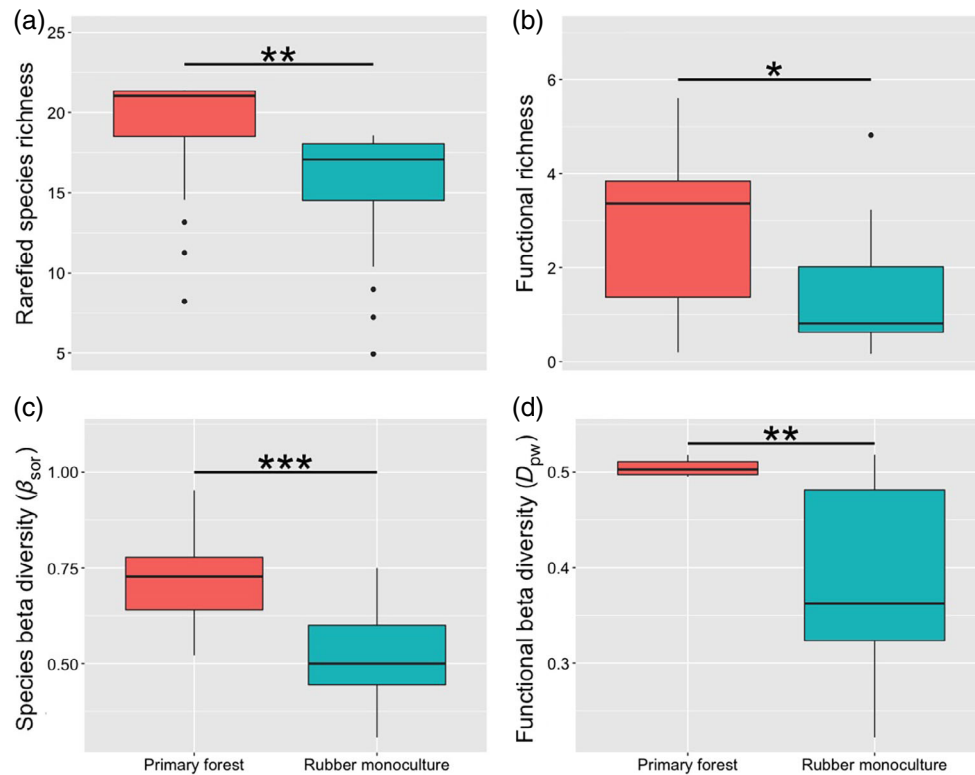 (a)
Rarefied species richness
25
20
15
10
5
**
(b)
Functional richness
6
4
2
0
*
(c)
Species beta diversity (βsor)
1.00
0.75
0.50
***
Primary forest
Rubber monoculture
(d)
Functional beta diversity (Dpw)
0.5
0.4
0.3
**
Primary forest
Rubber monoculture